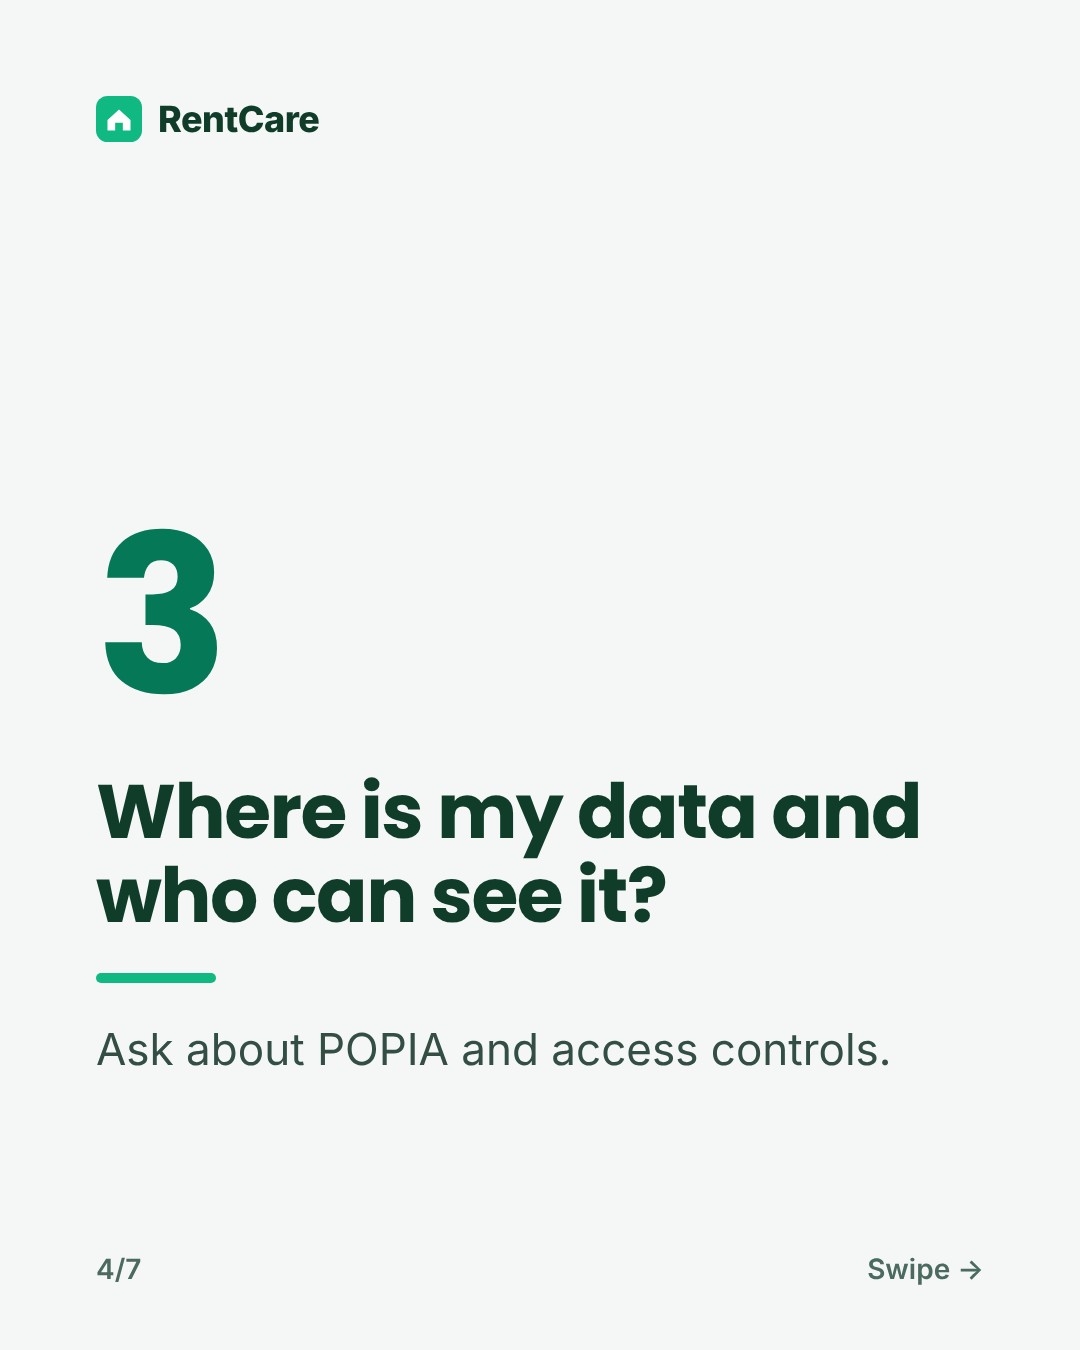 RentCare
3
Where is my data and
who can see it?
Ask about POPIA and access controls.
4/7
Swipe →